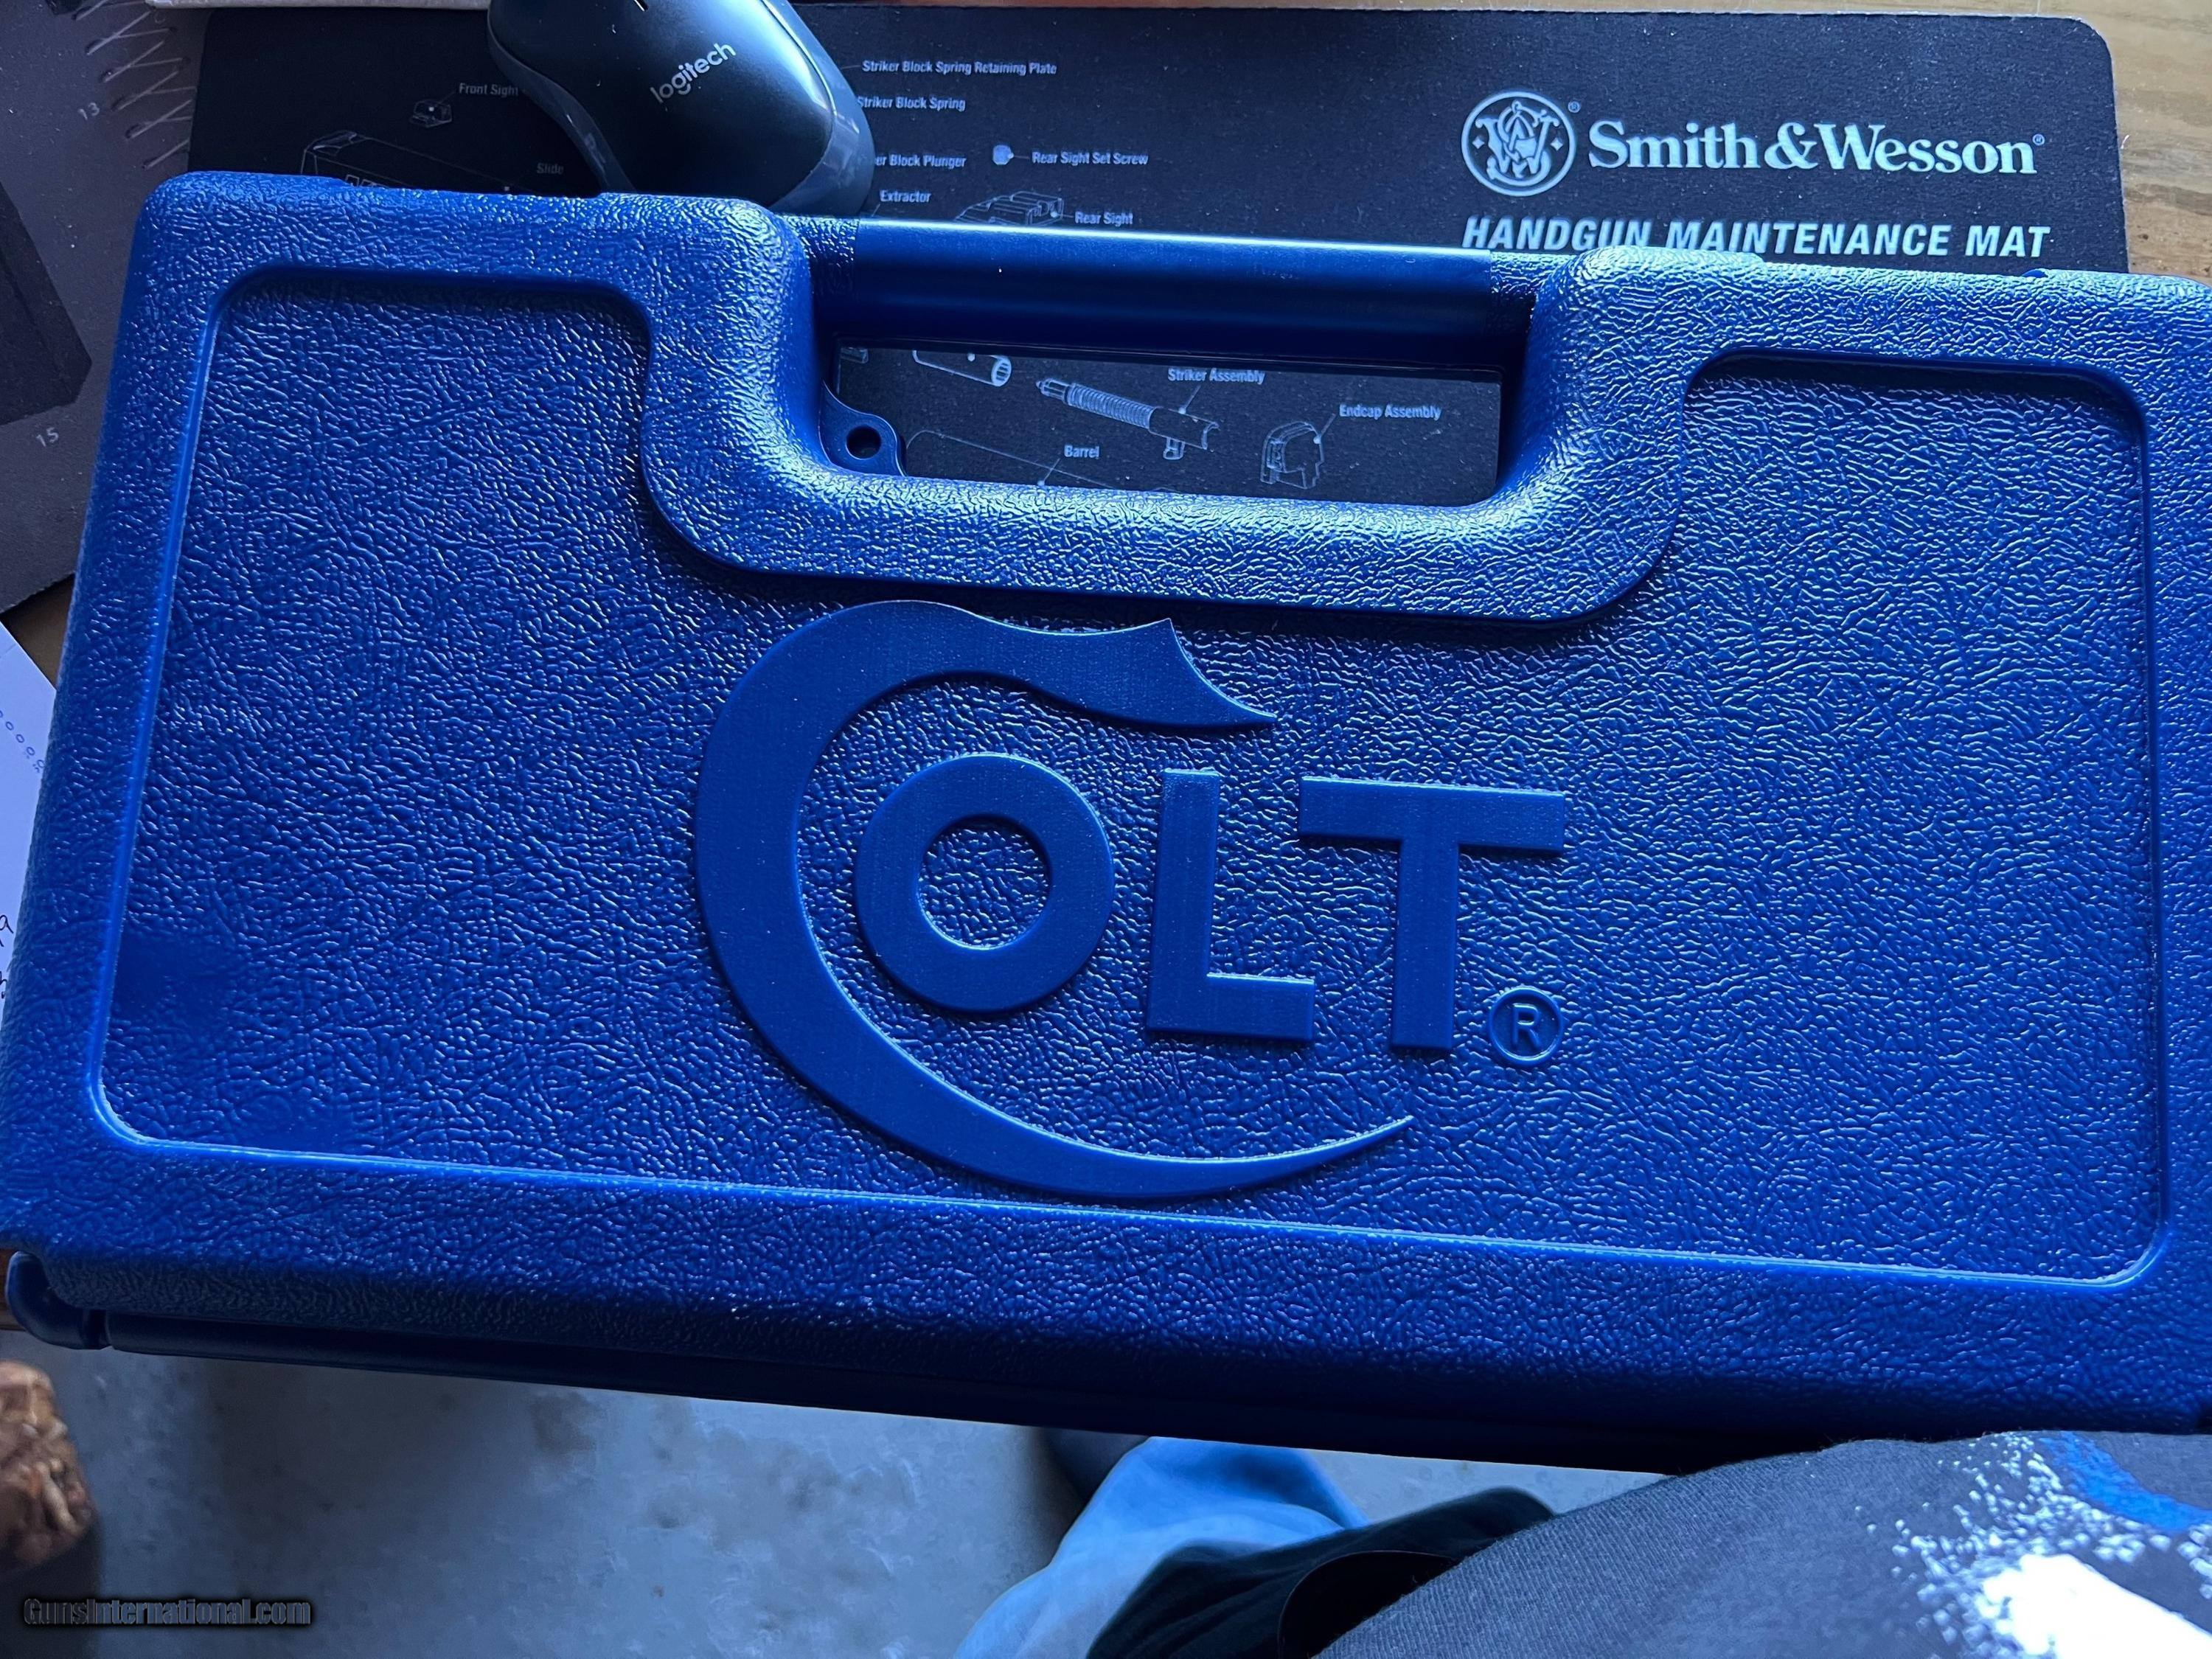 logitech
Front Sight
Slide
Striker Block Spring Retaining Plate
Striker Block Spring
Block Plunger
Rear Sight Set Screw
Extractor
Rear Sight
Smith & Wesson®
HANDGUN MAINTENANCE MAT
Striker Assembly
Endcap Assembly
Barrel
13
15
COLT®
GunsInternational.com